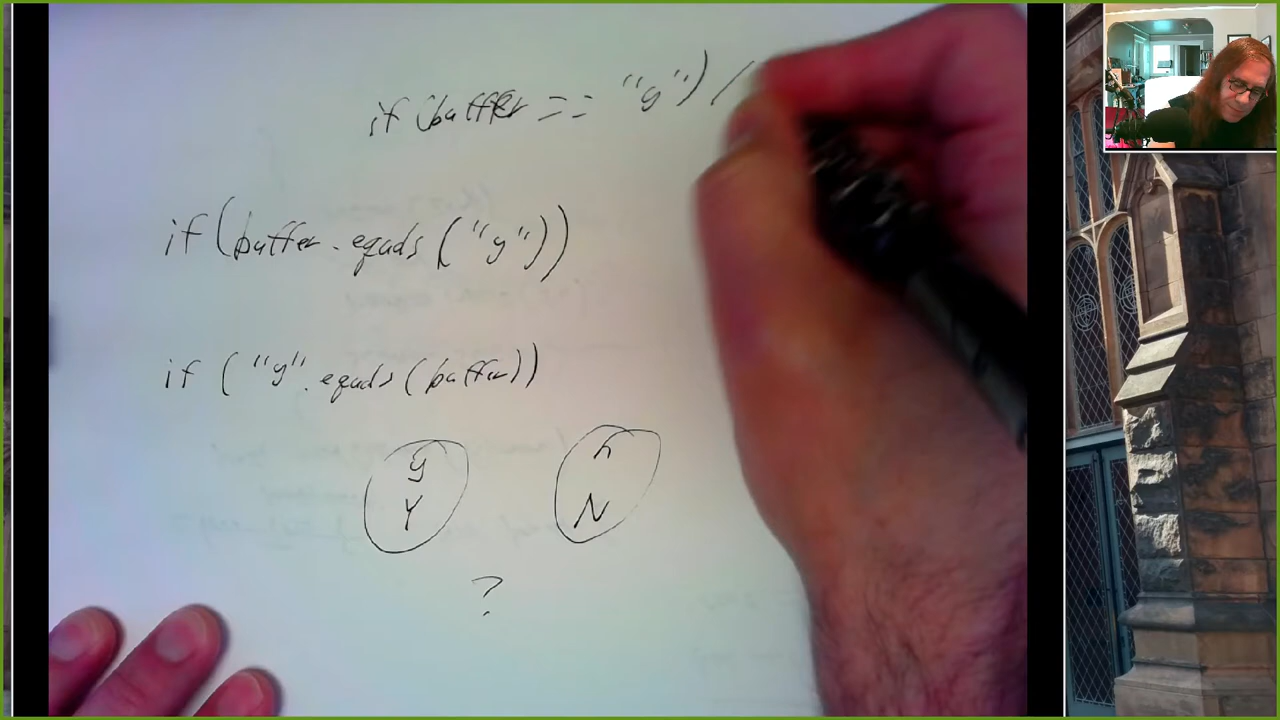 if (buffer == "y") /
if (buffer.equals("y"))
if ("y".equals(buffer))
y n
Y N
?